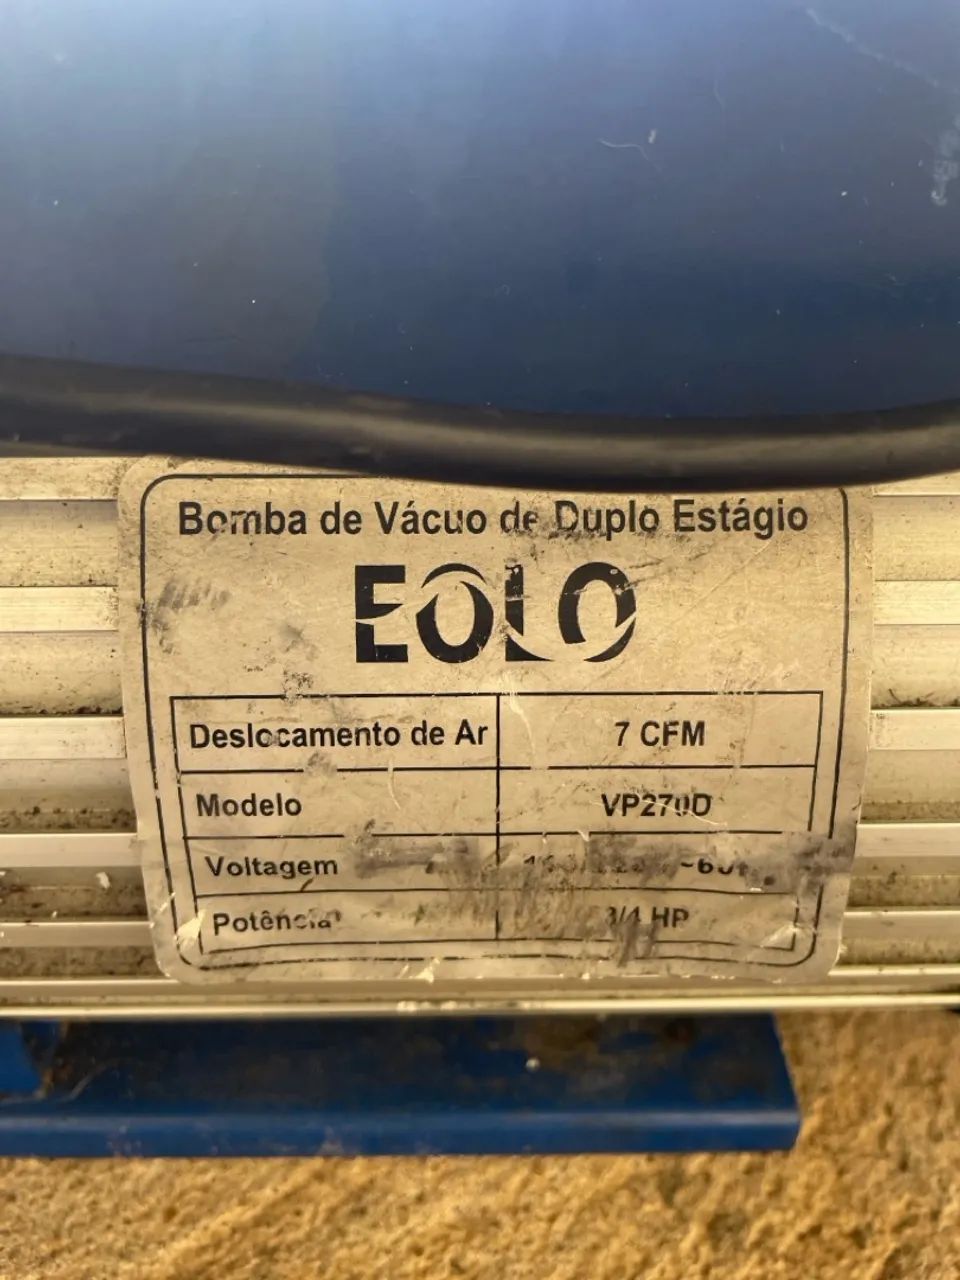 Bomba de Vácuo de Duplo Estágio
EOLO
Deslocamento de Ar 7 CFM
Modelo VP270D
Voltagem
Potência 3/4 HP